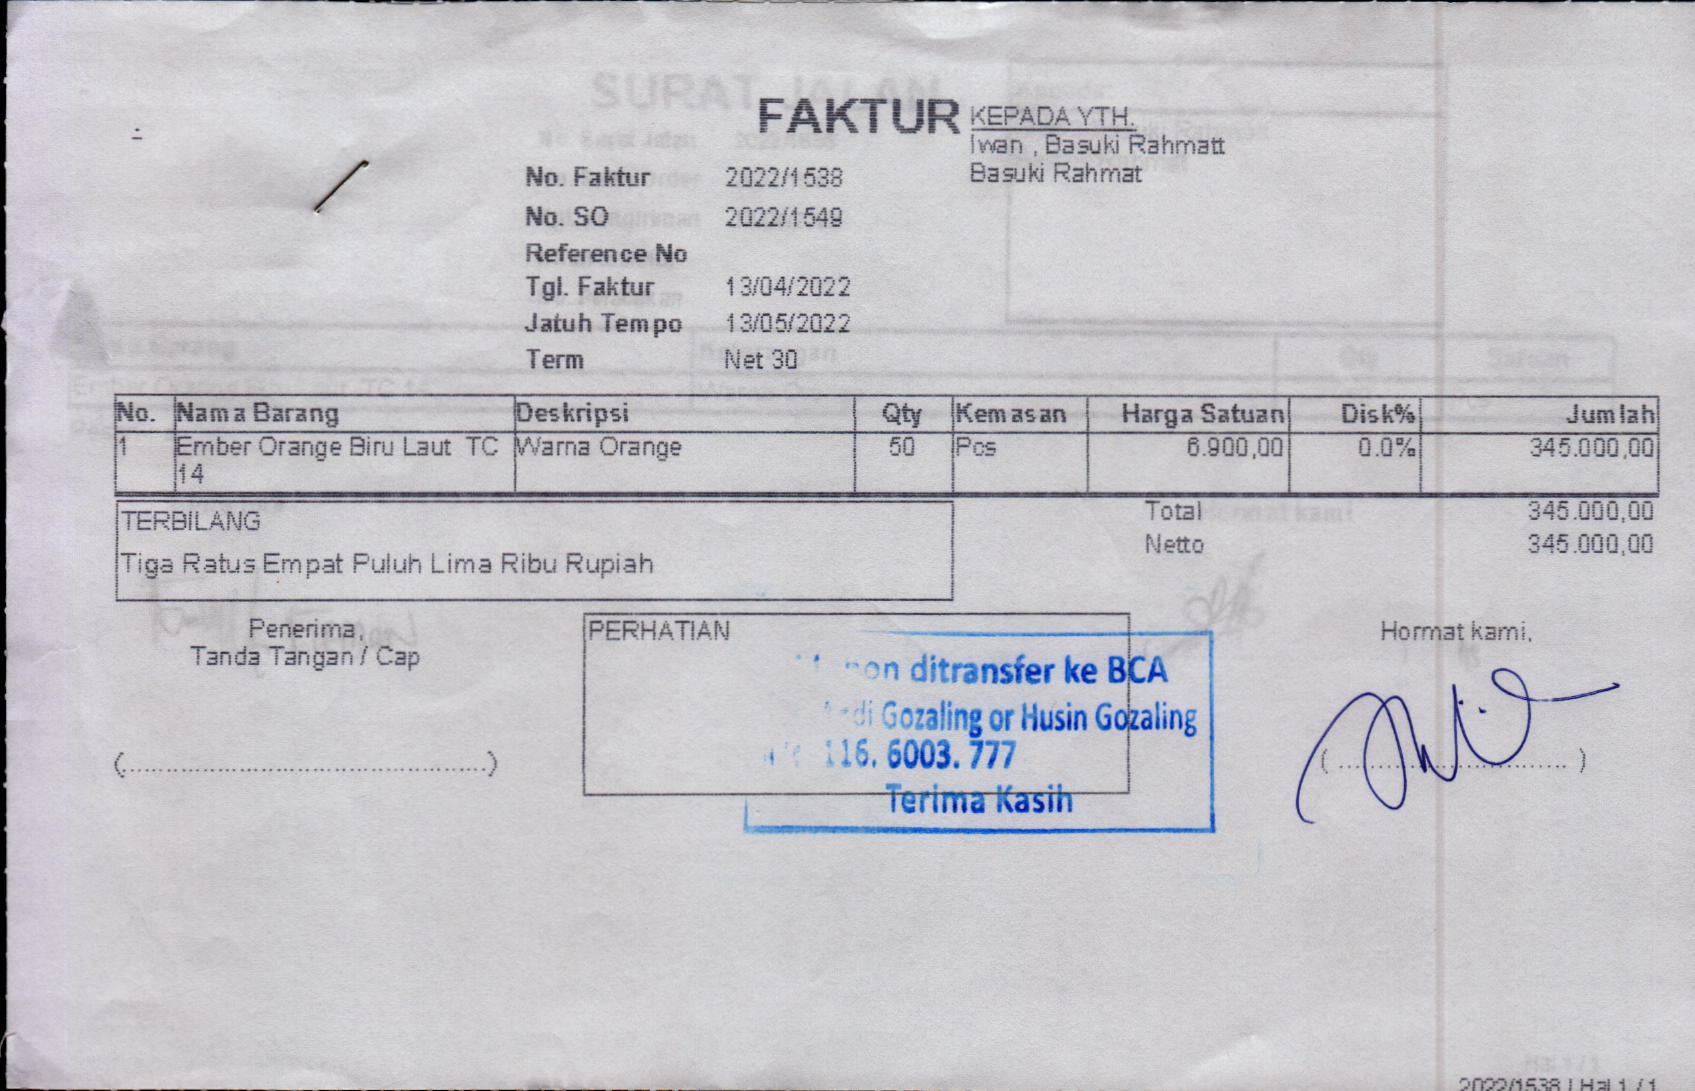 FAKTUR
KEPADA YTH.
Iwan , Basuki Rahmatt
Basuki Rahmat
No. Faktur 2022/1538
No. SO 2022/1549
Reference No
Tgl. Faktur 13/04/2022
Jatuh Tempo 13/05/2022
Term Net 30
No. Nama Barang Deskripsi Qty Kemasan Harga Satuan Disk% Jumlah
1 Ember Orange Biru Laut TC 14 Warna Orange 50 Pcs 6.900,00 0.0% 345.000,00
Total 345.000,00
Netto 345.000,00
TERBILANG
Tiga Ratus Empat Puluh Lima Ribu Rupiah
Penerima,
Tanda Tangan / Cap
(.................................................)
PERHATIAN
ditransfer ke BCA
Gozaling or Husin Gozaling
116. 6003. 777
Terima Kasih
Hormat kami,
(.................................)
2022/1538 | Hal 1 / 1
SURAT JALAN